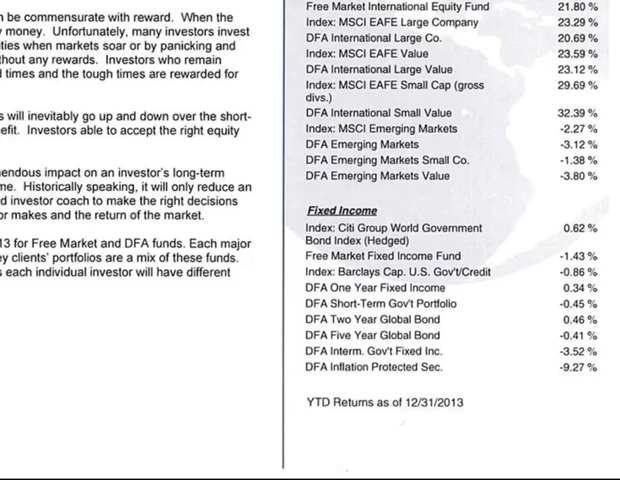 n be commensurate with reward. When the
money. Unfortunately, many investors invest
ties when markets soar or by panicking and
thout any rewards. Investors who remain
times and the tough times are rewarded for
s will inevitably go up and down over the short-
efit. Investors able to accept the right equity
endous impact on an investor's long-term
me. Historically speaking, it will only reduce an
d investor coach to make the right decisions
or makes and the return of the market.
13 for Free Market and DFA funds. Each major
ey clients' portfolios are a mix of these funds.
s each individual investor will have different
Free Market International Equity Fund 21.80 %
Index: MSCI EAFE Large Company 23.29 %
DFA International Large Co. 20.69 %
Index: MSCI EAFE Value 23.59 %
DFA International Large Value 23.12 %
Index: MSCI EAFE Small Cap (gross 29.69 %
divs.)
DFA International Small Value 32.39 %
Index: MSCI Emerging Markets -2.27 %
DFA Emerging Markets -3.12 %
DFA Emerging Markets Small Co. -1.38 %
DFA Emerging Markets Value -3.80 %
Fixed Income
Index: Citi Group World Government 0.62 %
Bond Index (Hedged)
Free Market Fixed Income Fund -1.43 %
Index: Barclays Cap. U.S. Gov't/Credit -0.86 %
DFA One Year Fixed Income 0.34 %
DFA Short-Term Gov't Portfolio -0.45 %
DFA Two Year Global Bond 0.46 %
DFA Five Year Global Bond -0.41 %
DFA Interm. Gov't Fixed Inc. -3.52 %
DFA Inflation Protected Sec. -9.27 %
YTD Returns as of 12/31/2013